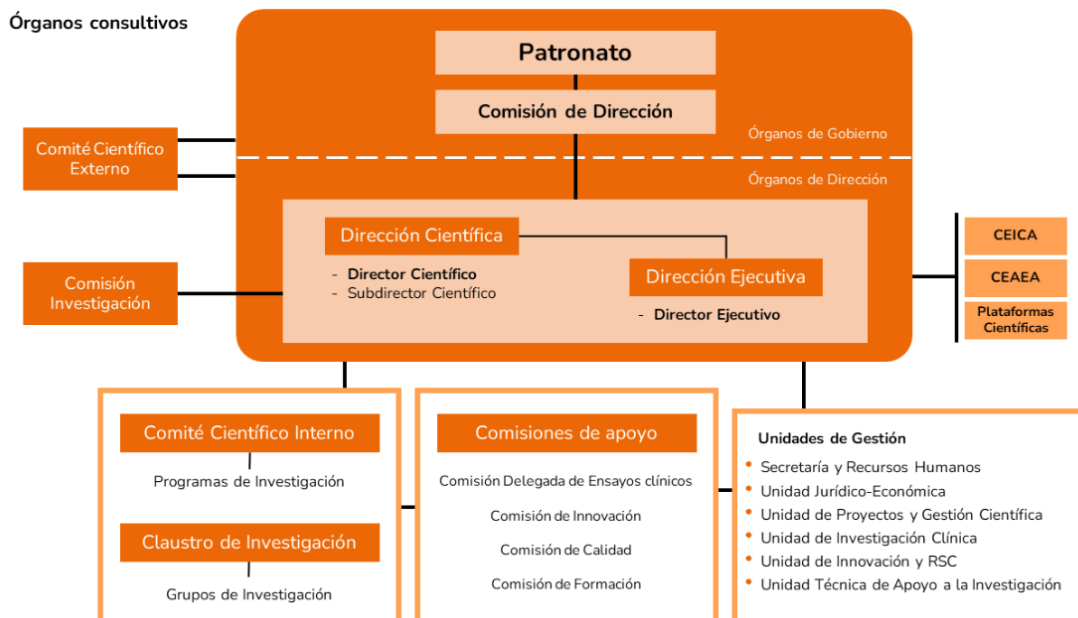 Órganos consultivos
Patronato
Comisión de Dirección
Órganos de Gobierno
Comité Científico
Externo
Órganos de Dirección
Dirección Científica
- Director Científico
- Subdirector Científico
Dirección Ejecutiva
- Director Ejecutivo
Comisión
Investigación
CEICA
CEAEA
Plataformas
Científicas
Comité Científico Interno
Programas de Investigación
Claustro de Investigación
Grupos de Investigación
Comisiones de apoyo
Comisión Delegada de Ensayos clínicos
Comisión de Innovación
Comisión de Calidad
Comisión de Formación
Unidades de Gestión
• Secretaría y Recursos Humanos
• Unidad Jurídico-Económica
• Unidad de Proyectos y Gestión Científica
• Unidad de Investigación Clínica
• Unidad de Innovación y RSC
• Unidad Técnica de Apoyo a la Investigación